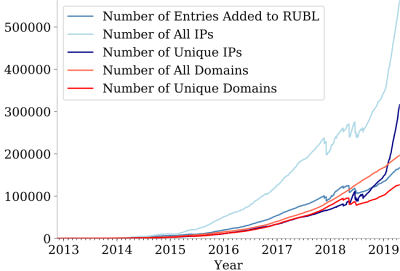 Number of Entries Added to RUBL
Number of All IPs
Number of Unique IPs
Number of All Domains
Number of Unique Domains
500000
400000
300000
200000
100000
0
2013 2014 2015 2016 2017 2018 2019
Year